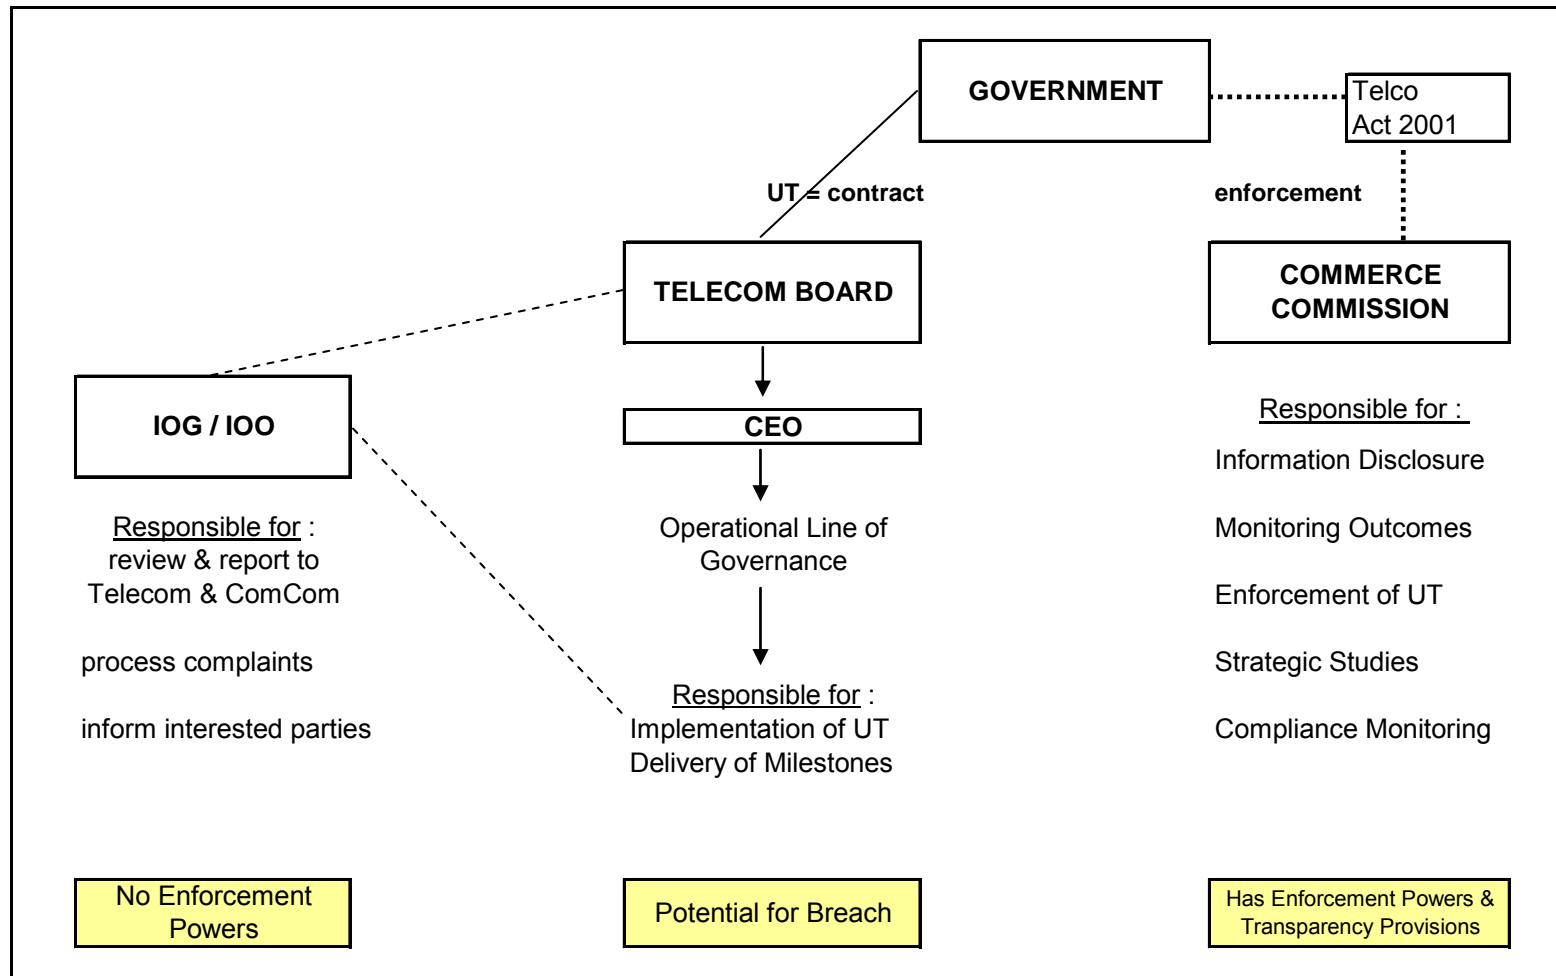 GOVERNMENT
Telco
Act 2001
UT = contract
enforcement
TELECOM BOARD
COMMERCE
COMMISSION
IOG / IOO
CEO
Responsible for :
review & report to
Telecom & ComCom
process complaints
inform interested parties
Operational Line of
Governance
Responsible for :
Implementation of UT
Delivery of Milestones
Responsible for :
Information Disclosure
Monitoring Outcomes
Enforcement of UT
Strategic Studies
Compliance Monitoring
No Enforcement
Powers
Potential for Breach
Has Enforcement Powers &
Transparency Provisions